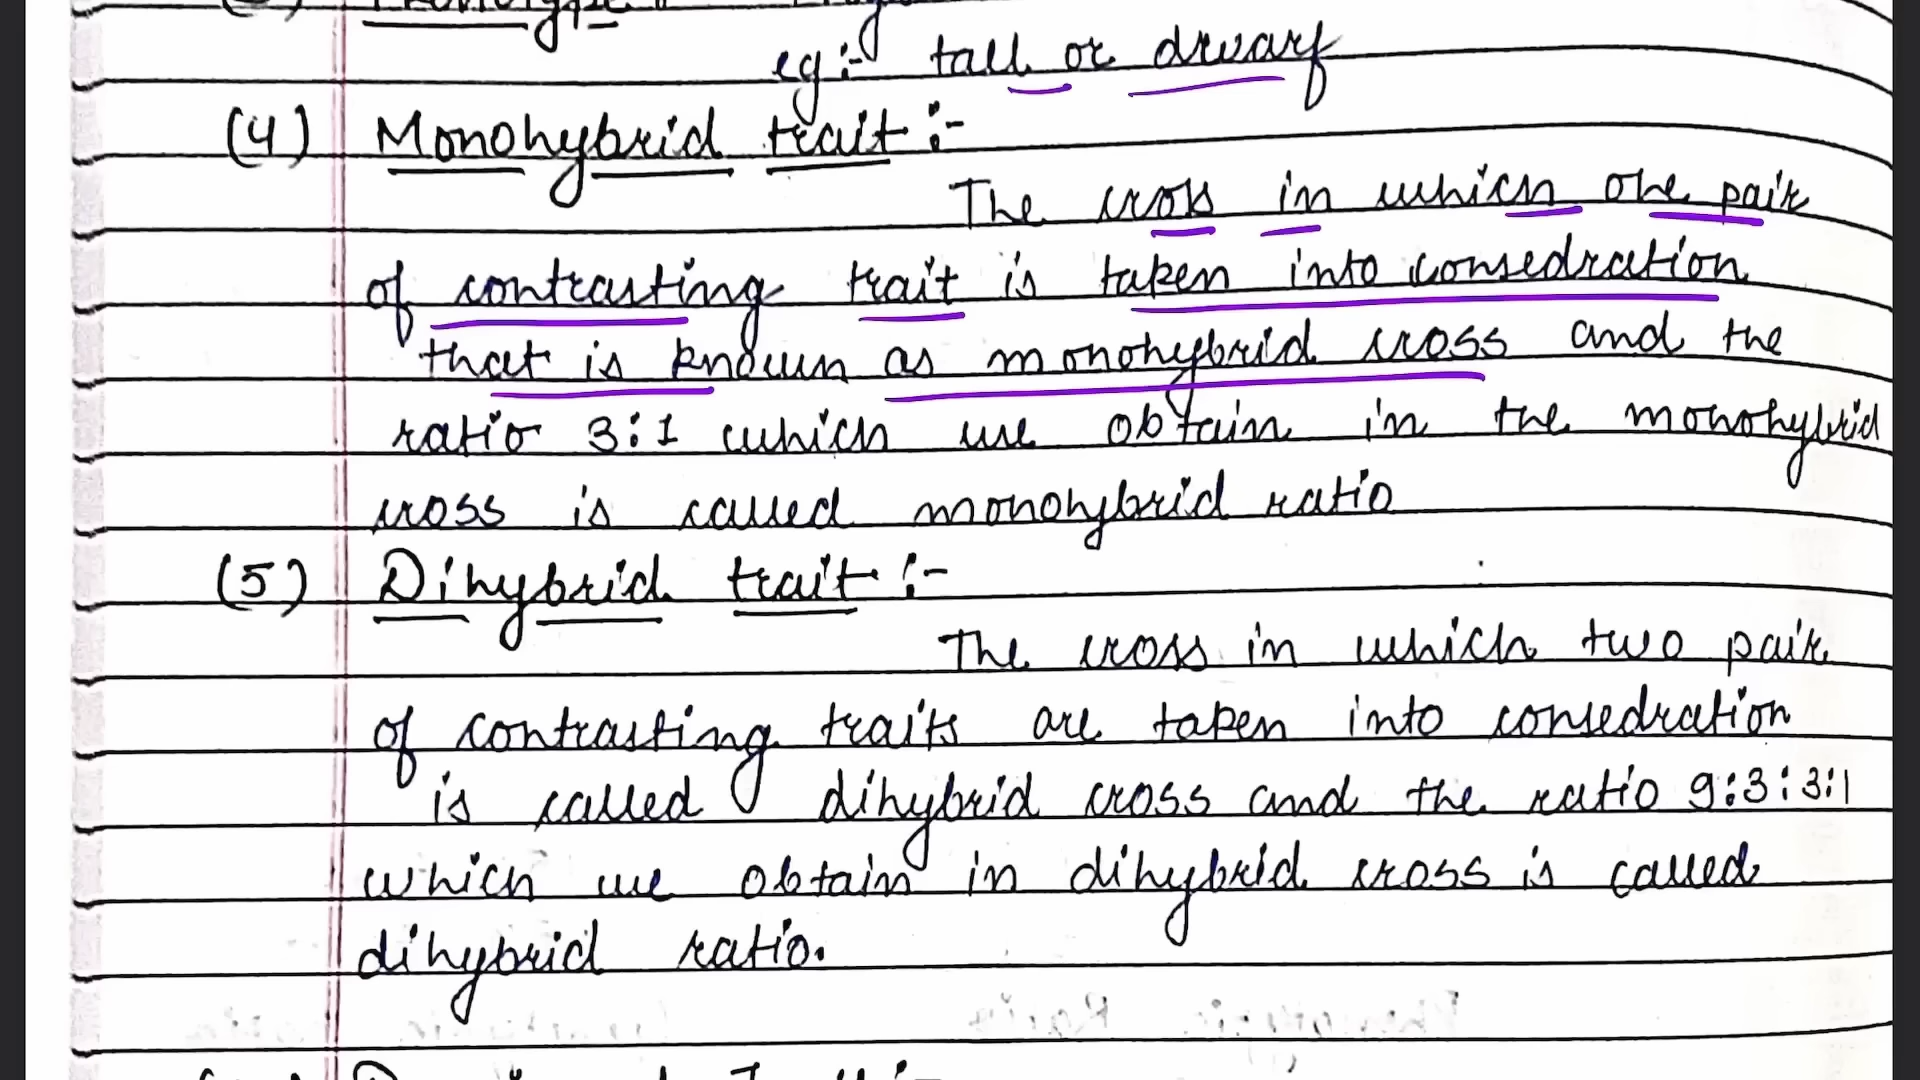 eg:- tall or dwarf
(4) Monohybrid trait :-
The cross in which one pair
of contrasting trait is taken into consedration
that is known as monohybrid cross and the
ratio 3:1 which we obtain in the monohybrid
cross is called monohybrid ratio
(5) Dihybrid trait :-
The cross in which two pair
of contrasting traits are taken into consedration
is called dihybrid cross and the ratio 9:3:3:1
which we obtain in dihybrid cross is called
dihybrid ratio.